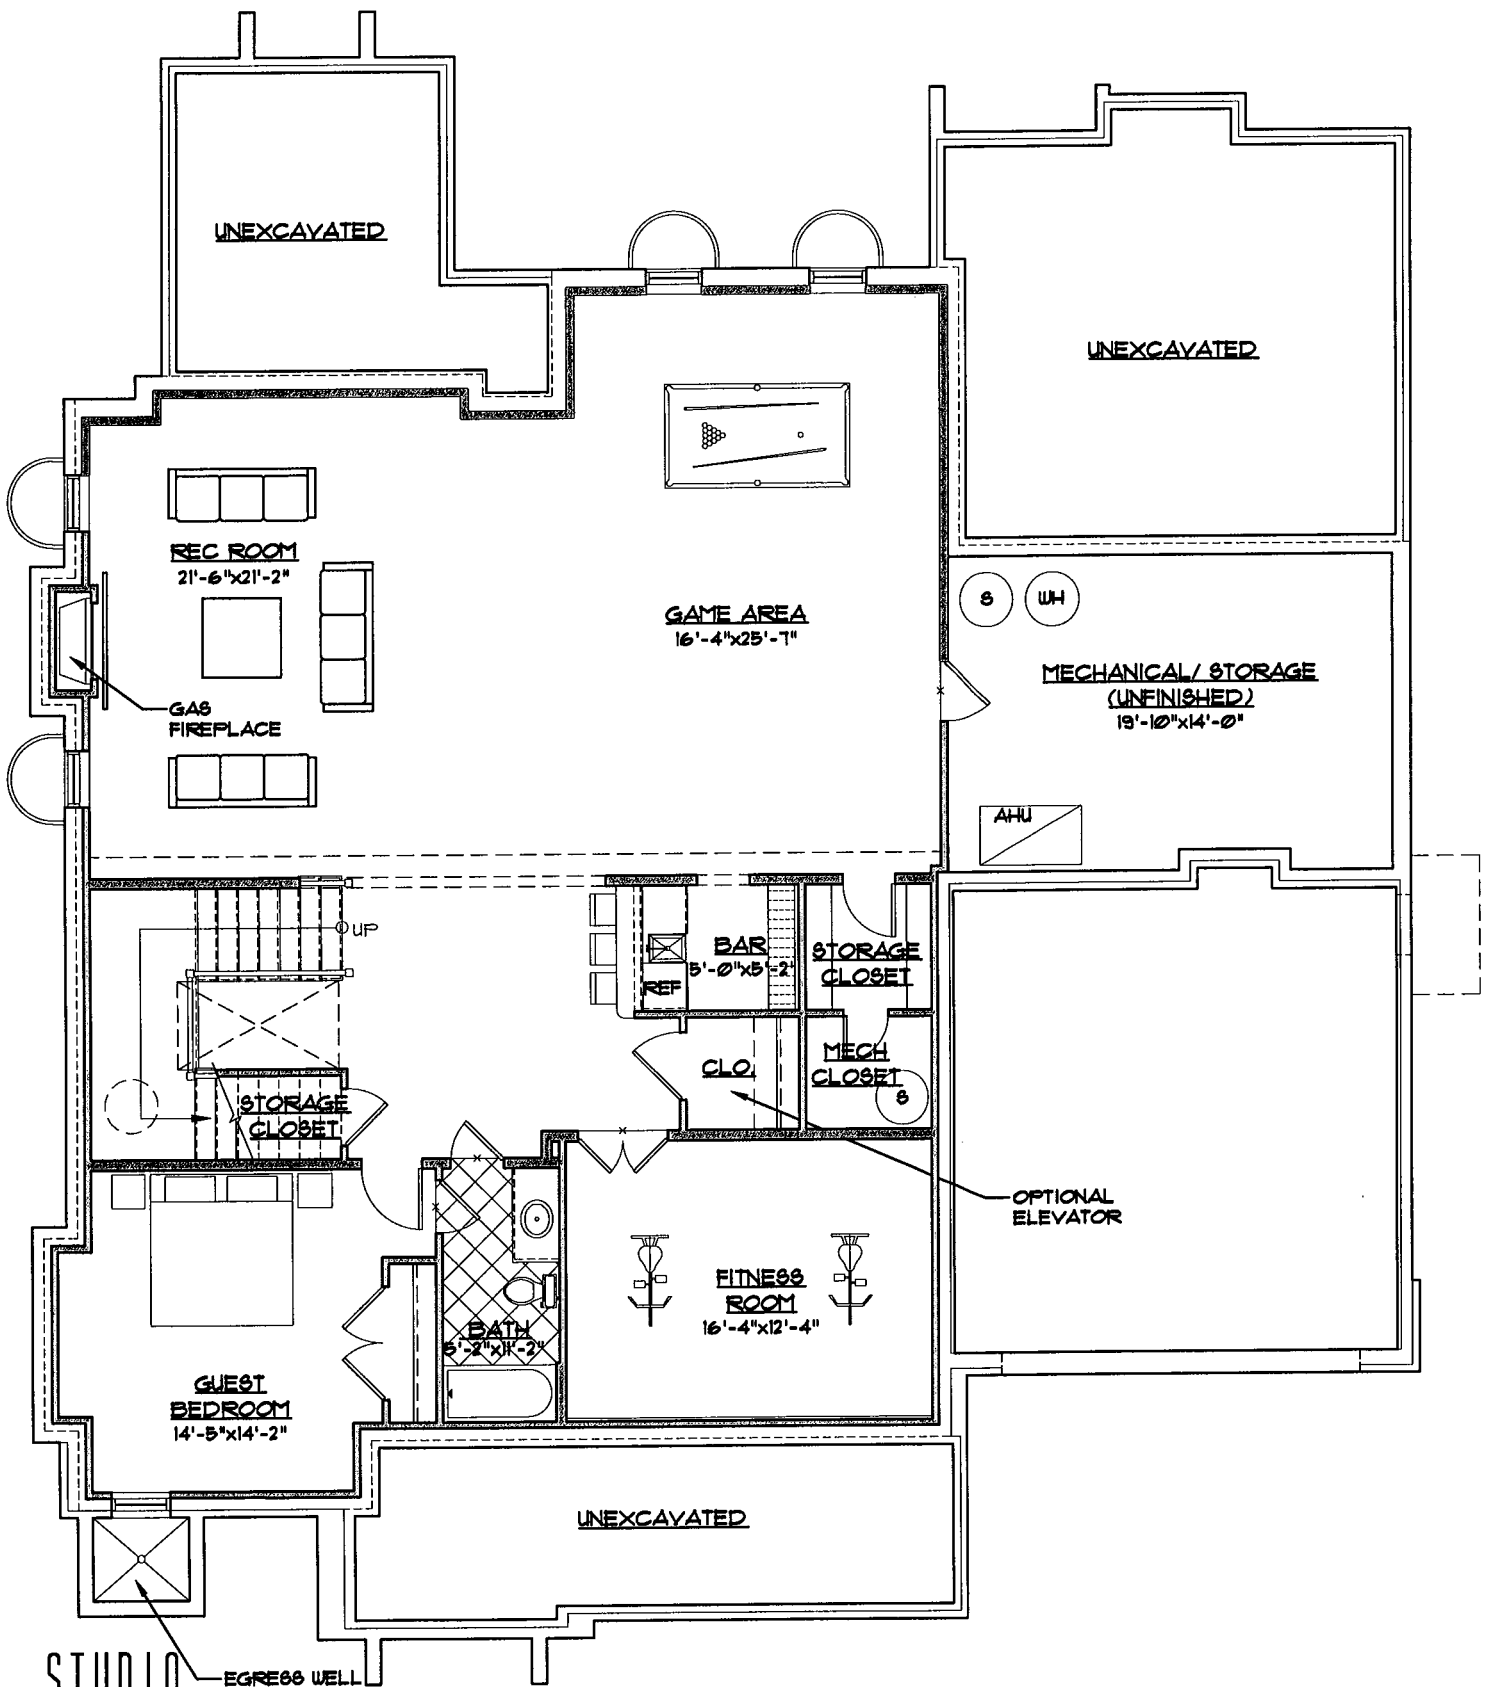 UNEXCAVATED
UNEXCAVATED
REC ROOM
21'-6"x21'-2"
GAS
FIREPLACE
GAME AREA
16'-4"x25'-7"
S
WH
MECHANICAL/ STORAGE
(UNFINISHED)
19'-10"x14'-0"
AHU
UP
BAR
5'-0"x5'-2"
REF
STORAGE
CLOSET
CLO.
MECH
CLOSET
S
STORAGE
CLOSET
OPTIONAL
ELEVATOR
FITNESS
ROOM
16'-4"x12'-4"
BATH
5'-2"x11'-2"
GUEST
BEDROOM
14'-5"x14'-2"
UNEXCAVATED
STUDIO
EGRESS WELL